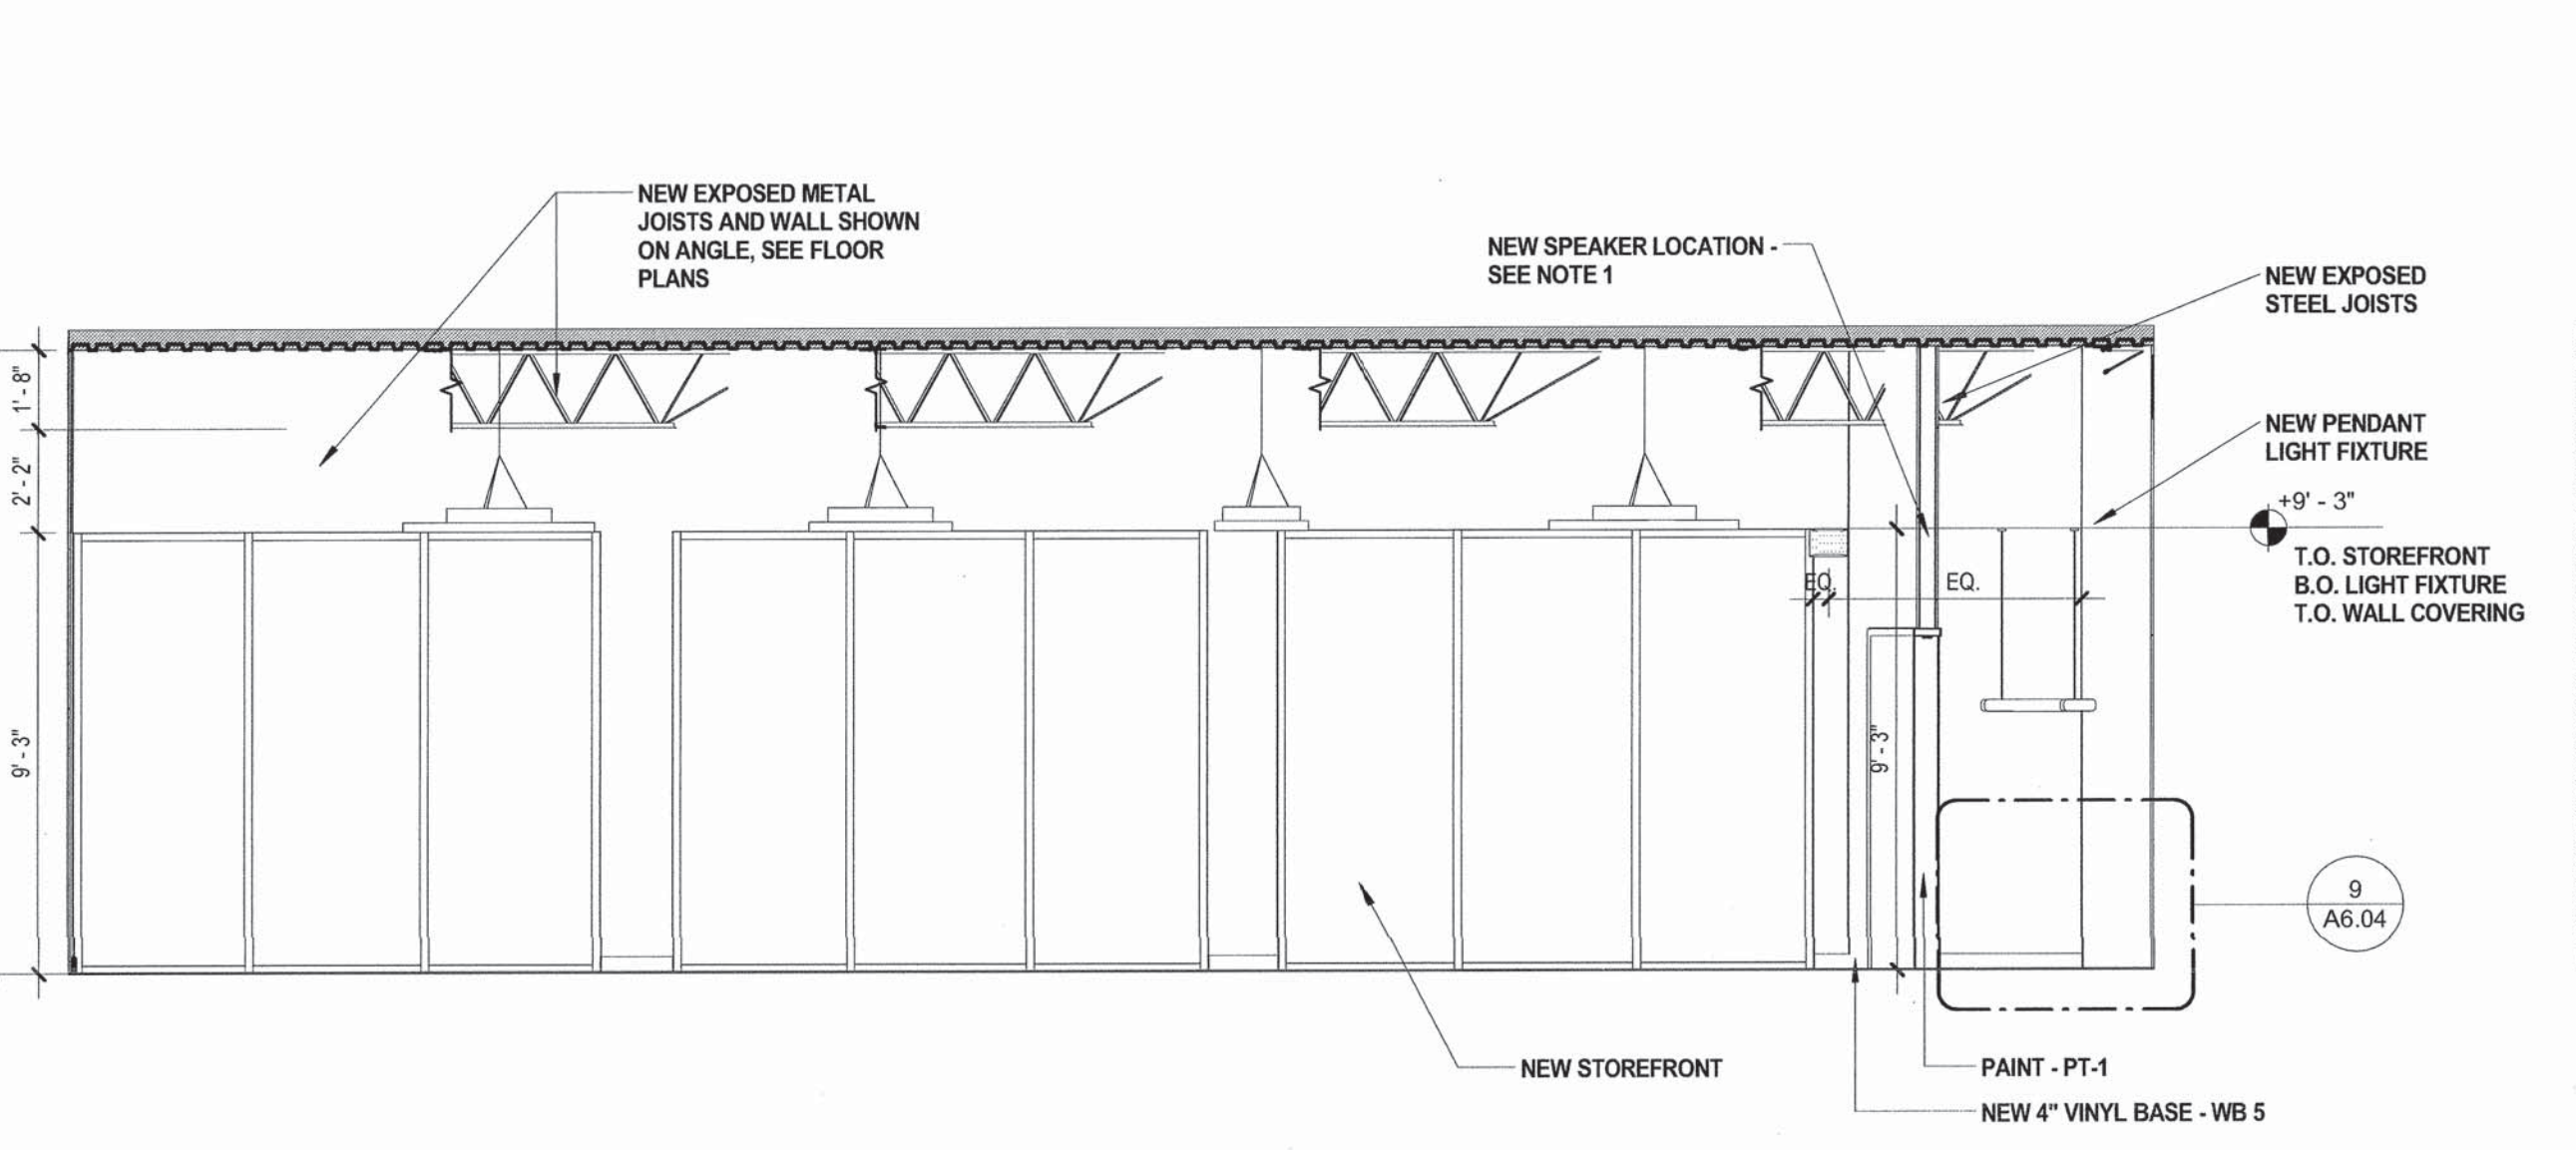 NEW EXPOSED METAL
JOISTS AND WALL SHOWN
ON ANGLE, SEE FLOOR
PLANS
NEW SPEAKER LOCATION -
SEE NOTE 1
NEW EXPOSED
STEEL JOISTS
1' - 8"
2' - 2"
9' - 3"
NEW PENDANT
LIGHT FIXTURE
+9' - 3"
T.O. STOREFRONT
B.O. LIGHT FIXTURE
T.O. WALL COVERING
EQ.
EQ.
9' - 3"
9
A6.04
NEW STOREFRONT
PAINT - PT-1
NEW 4" VINYL BASE - WB 5